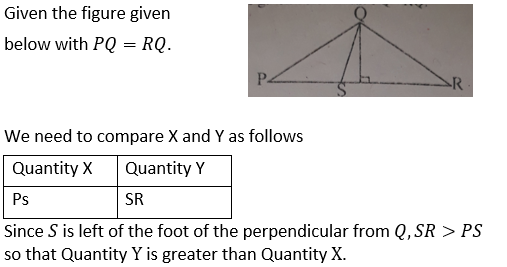 Given the figure given
below with PQ = RQ.
Q
P
R
S
We need to compare X and Y as follows
Quantity X Quantity Y
Ps SR
Since S is left of the foot of the perpendicular from Q, SR > PS
so that Quantity Y is greater than Quantity X.